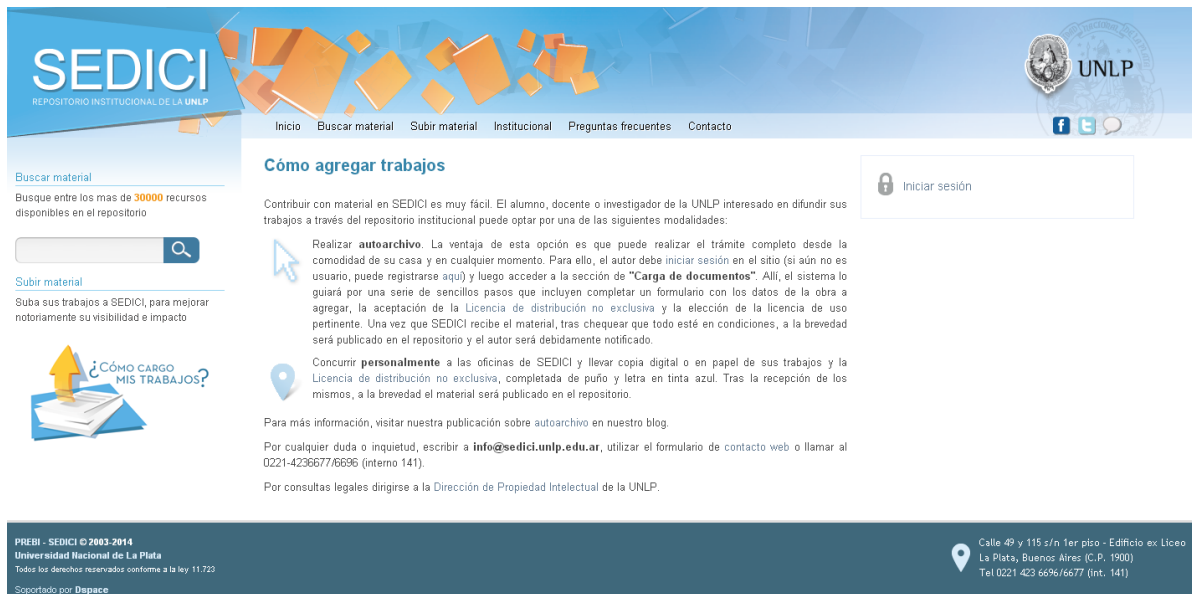 SEDICI
REPOSITORIO INSTITUCIONAL DE LA UNLP
UNLP
Inicio Buscar material Subir material Institucional Preguntas frecuentes Contacto
Buscar material
Busque entre los mas de 30000 recursos
disponibles en el repositorio
Subir material
Suba sus trabajos a SEDICI, para mejorar
notoriamente su visibilidad e impacto
¿CÓMO CARGO
MIS TRABAJOS?
Cómo agregar trabajos
Contribuir con material en SEDICI es muy fácil. El alumno, docente o investigador de la UNLP interesado en difundir sus
trabajos a través del repositorio institucional puede optar por una de las siguientes modalidades:
Realizar autoarchivo. La ventaja de esta opción es que puede realizar el trámite completo desde la
comodidad de su casa y en cualquier momento. Para ello, el autor debe iniciar sesión en el sitio (si aún no es
usuario, puede registrarse aquí) y luego acceder a la sección de "Carga de documentos". Allí, el sistema lo
guiará por una serie de sencillos pasos que incluyen completar un formulario con los datos de la obra a
agregar, la aceptación de la Licencia de distribución no exclusiva y la elección de la licencia de uso
pertinente. Una vez que SEDICI recibe el material, tras chequear que todo esté en condiciones, a la brevedad
será publicado en el repositorio y el autor será debidamente notificado.
Concurrir personalmente a las oficinas de SEDICI y llevar copia digital o en papel de sus trabajos y la
Licencia de distribución no exclusiva, completada de puño y letra en tinta azul. Tras la recepción de los
mismos, a la brevedad el material será publicado en el repositorio.
Para más información, visitar nuestra publicación sobre autoarchivo en nuestro blog.
Por cualquier duda o inquietud, escribir a info@sedici.unlp.edu.ar, utilizar el formulario de contacto web o llamar al
0221-4236677/6696 (interno 141).
Por consultas legales dirigirse a la Dirección de Propiedad Intelectual de la UNLP.
Iniciar sesión
PREBI - SEDICI © 2003-2014
Universidad Nacional de La Plata
Todos los derechos reservados conforme a la ley 11.723
Soportado por Dspace
Calle 49 y 115 s/n 1er piso - Edificio ex Liceo
La Plata, Buenos Aires (C.P. 1900)
Tel 0221 423 6696/6677 (int. 141)